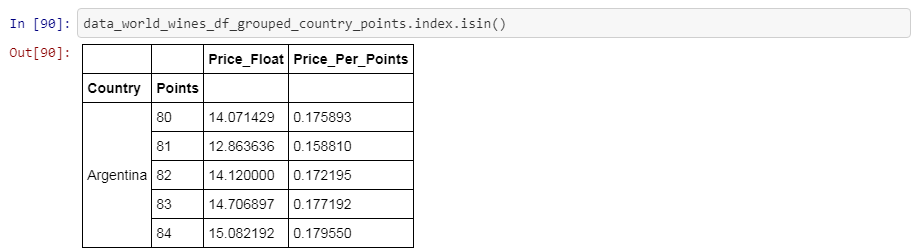 In [90]: data_world_wines_df_grouped_country_points.index.isin()
Out[90]:
Price_Float Price_Per_Points
Country Points
Argentina 80 14.071429 0.175893
81 12.863636 0.158810
82 14.120000 0.172195
83 14.706897 0.177192
84 15.082192 0.179550